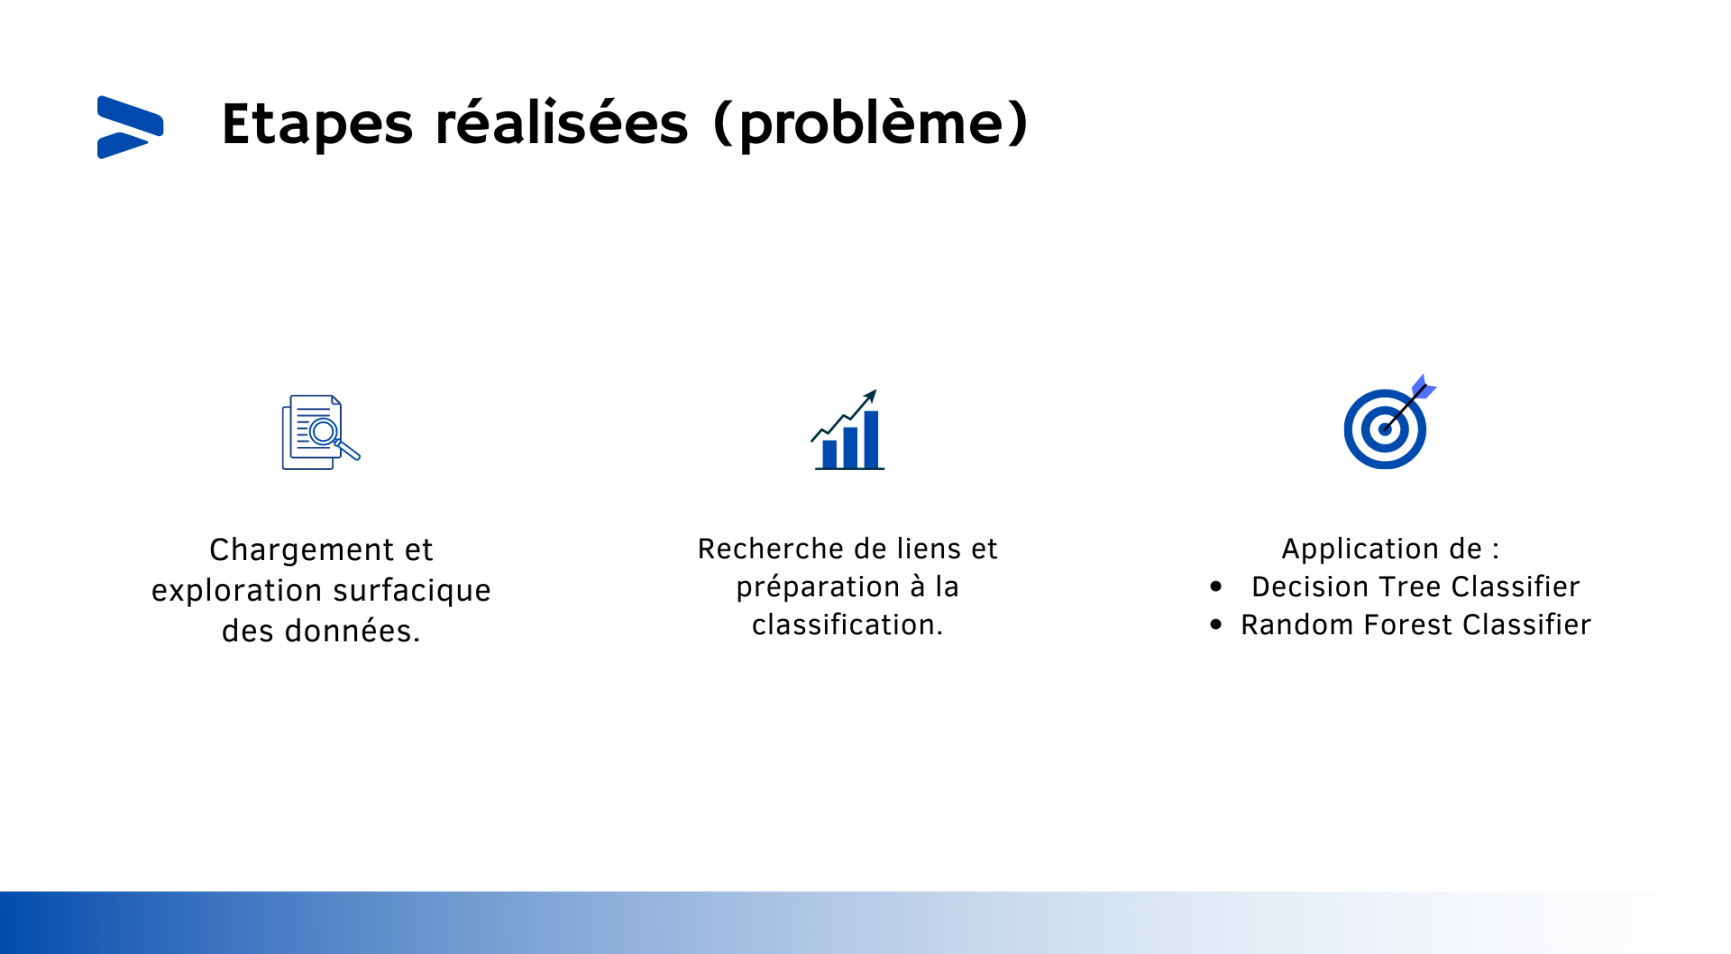 Etapes réalisées (problème)
Chargement et
exploration surfacique
des données.
Recherche de liens et
préparation à la
classification.
Application de :
• Decision Tree Classifier
• Random Forest Classifier